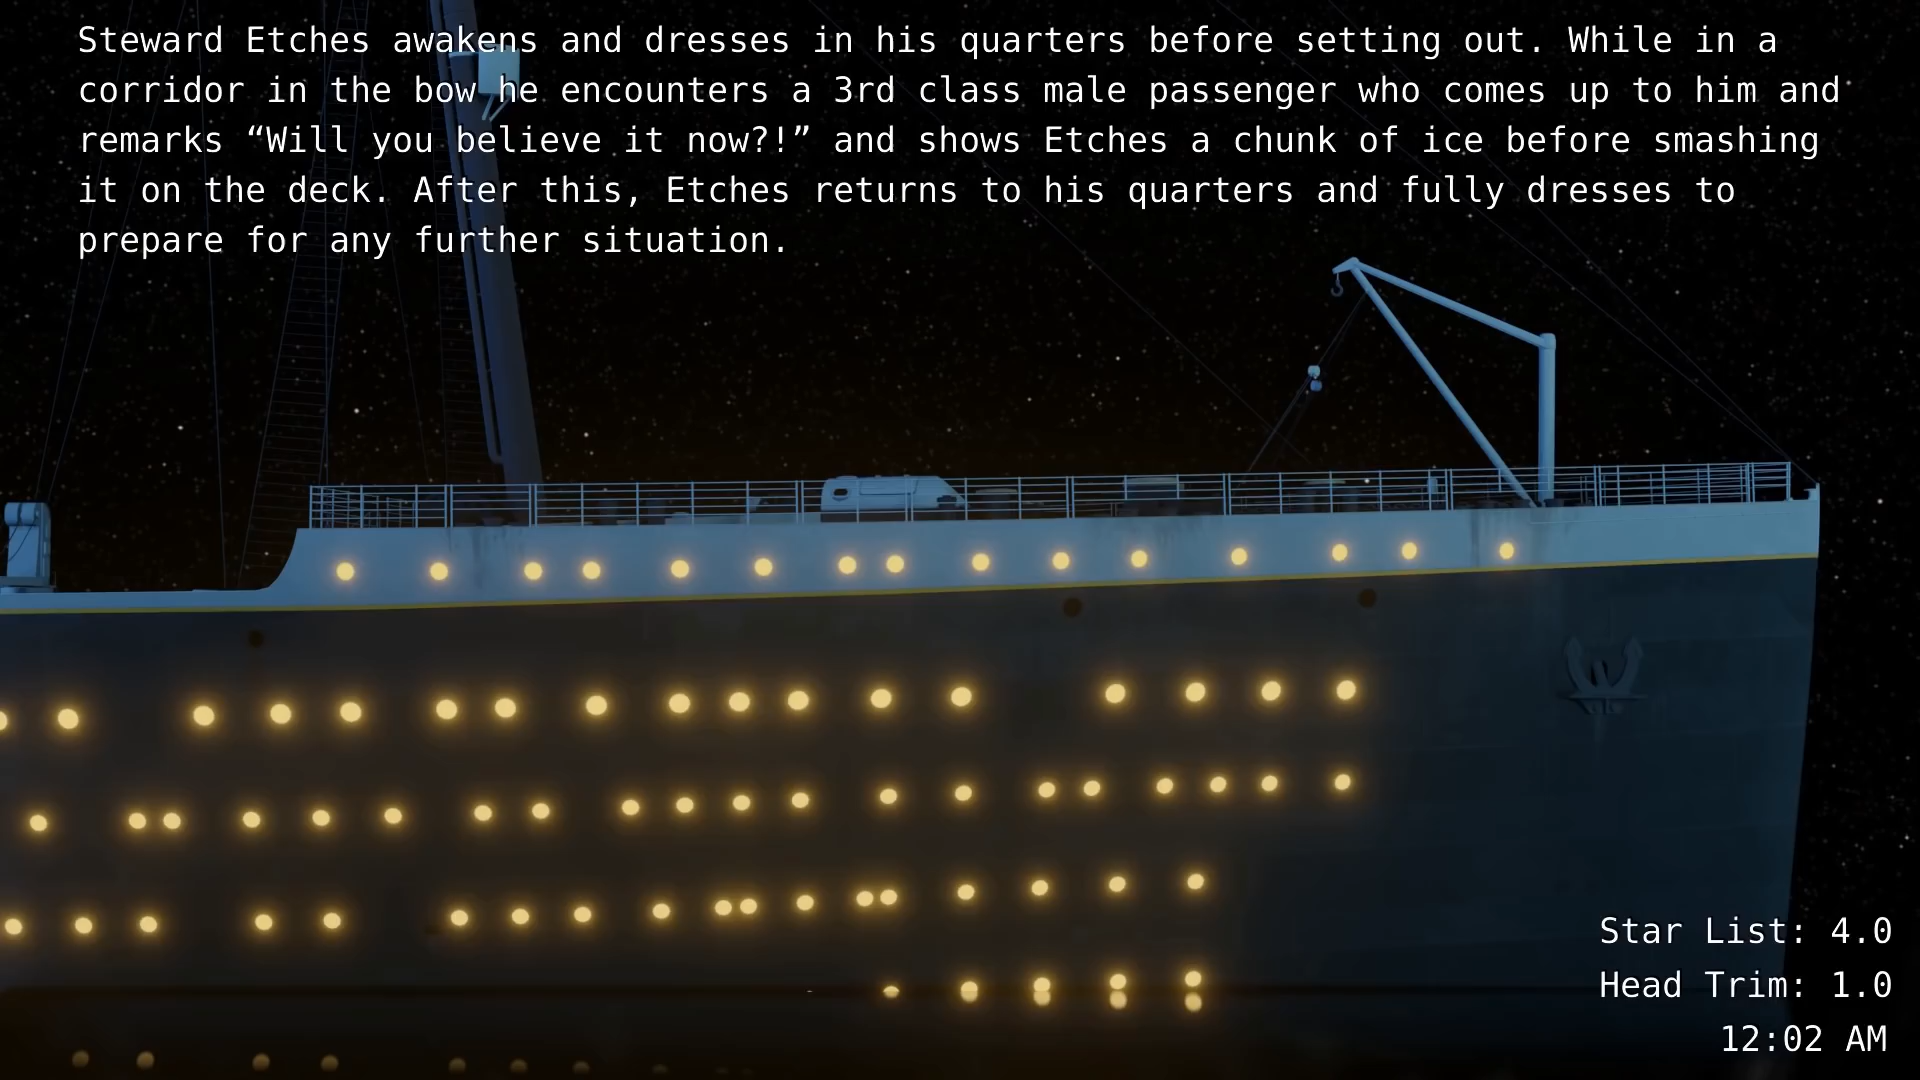 Steward Etches awakens and dresses in his quarters before setting out. While in a
corridor in the bow he encounters a 3rd class male passenger who comes up to him and
remarks “Will you believe it now?!” and shows Etches a chunk of ice before smashing
it on the deck. After this, Etches returns to his quarters and fully dresses to
prepare for any further situation.
Star List: 4.0
Head Trim: 1.0
12:02 AM